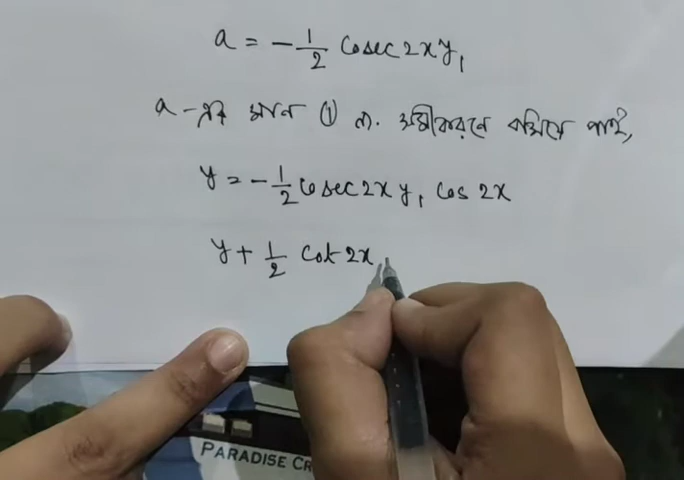 a = -1/2 Cosec 2x y₁
a - এর মান ① নং সমীকরণে বসিয়ে পাই,
y = -1/2 cosec 2x y₁ cos 2x
y + 1/2 cot 2x
PARADISE CR